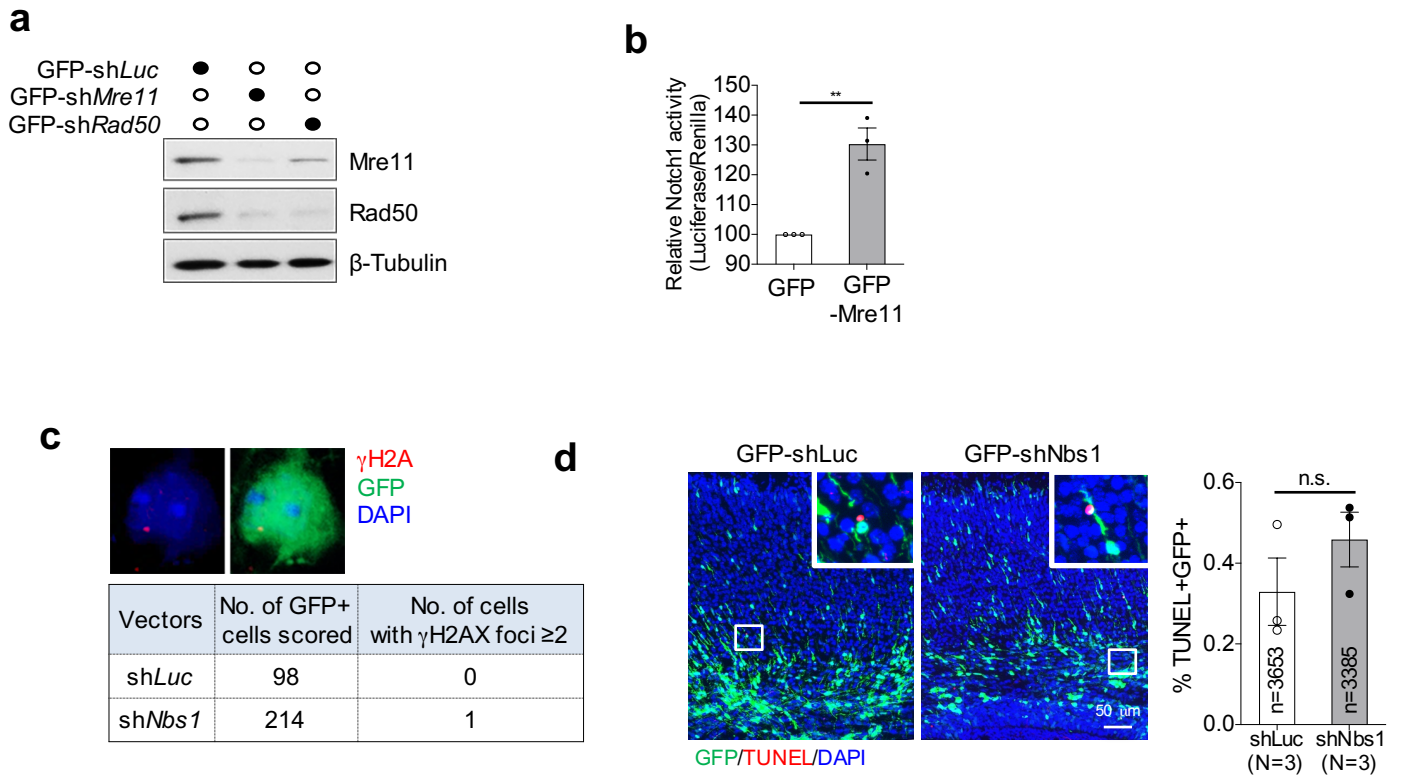 a
GFP-shLuc
GFP-shMre11
GFP-shRad50
Mre11
Rad50
β-Tubulin
b
Relative Notch1 activity
(Luciferase/Renilla)
150
140
130
120
110
100
90
**
GFP
GFP
-Mre11
c
γH2A
GFP
DAPI
Vectors
No. of GFP+
cells scored
No. of cells
with γH2AX foci ≥2
shLuc
98
0
shNbs1
214
1
d
GFP-shLuc
GFP-shNbs1
50 µm
GFP/TUNEL/DAPI
% TUNEL+GFP+
0.6
0.4
0.2
0.0
n.s.
n=3653
n=3385
shLuc
(N=3)
shNbs1
(N=3)